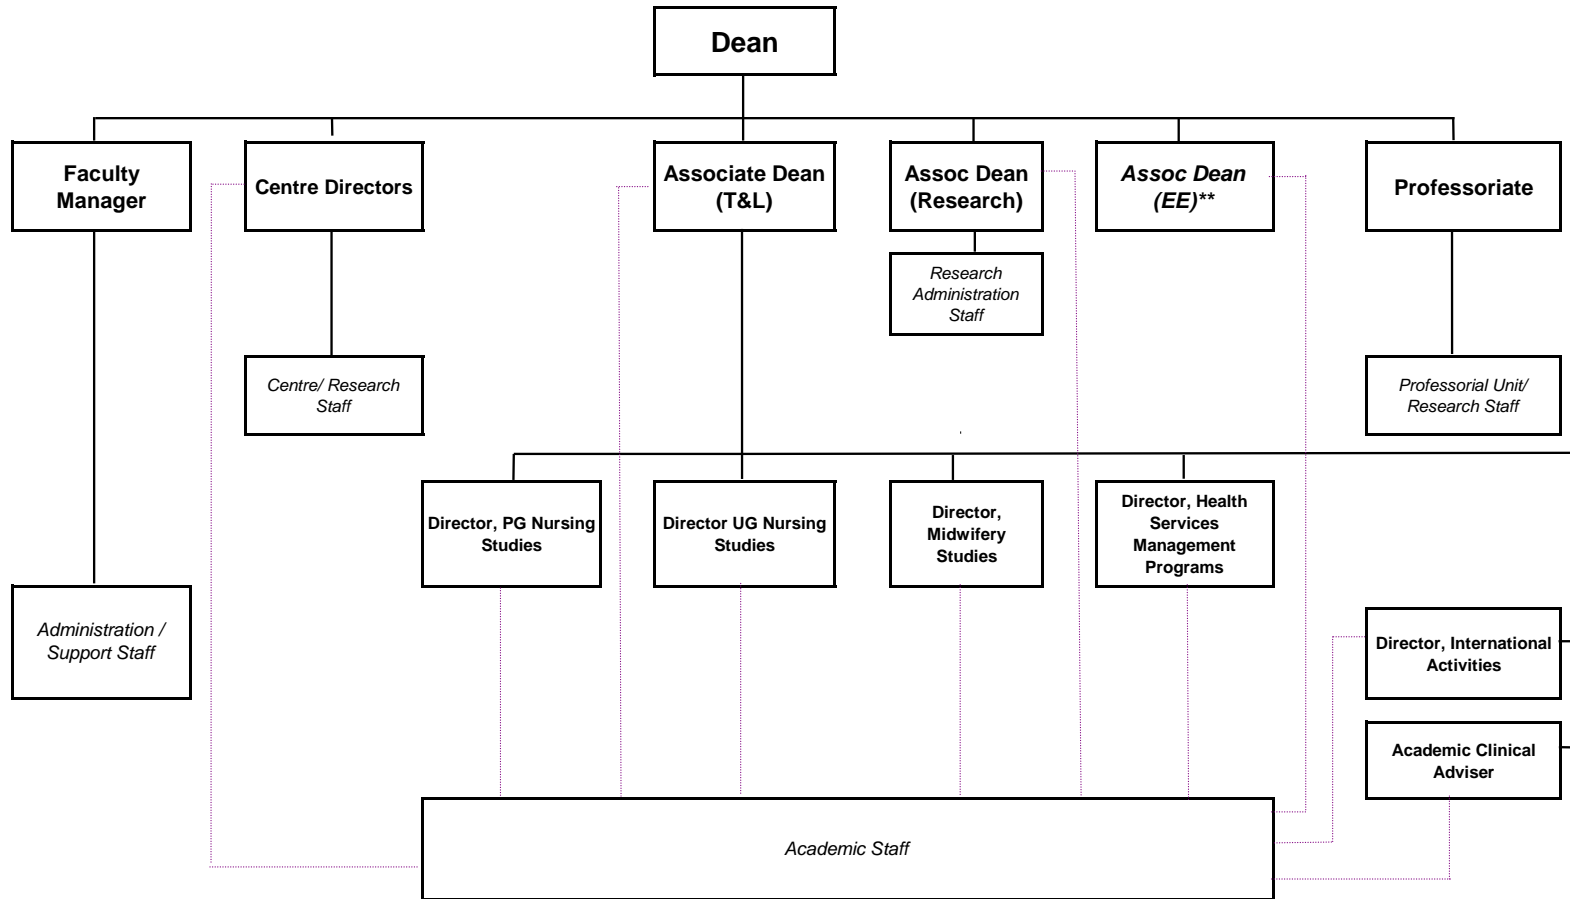 Dean
Faculty
Manager
Centre Directors
Associate Dean
(T&L)
Assoc Dean
(Research)
Assoc Dean
(EE)**
Professoriate
Research
Administration
Staff
Centre/ Research
Staff
Professorial Unit/
Research Staff
Director, PG Nursing
Studies
Director UG Nursing
Studies
Director,
Midwifery
Studies
Director, Health
Services
Management
Programs
Administration /
Support Staff
Director, International
Activities
Academic Clinical
Adviser
Academic Staff